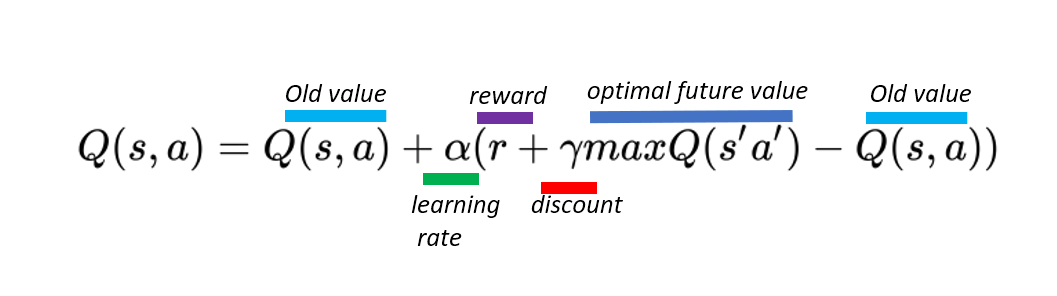 Old value reward optimal future value Old value
Q(s, a) = Q(s, a) + α(r + γmaxQ(s′a′) − Q(s, a))
learning discount
rate